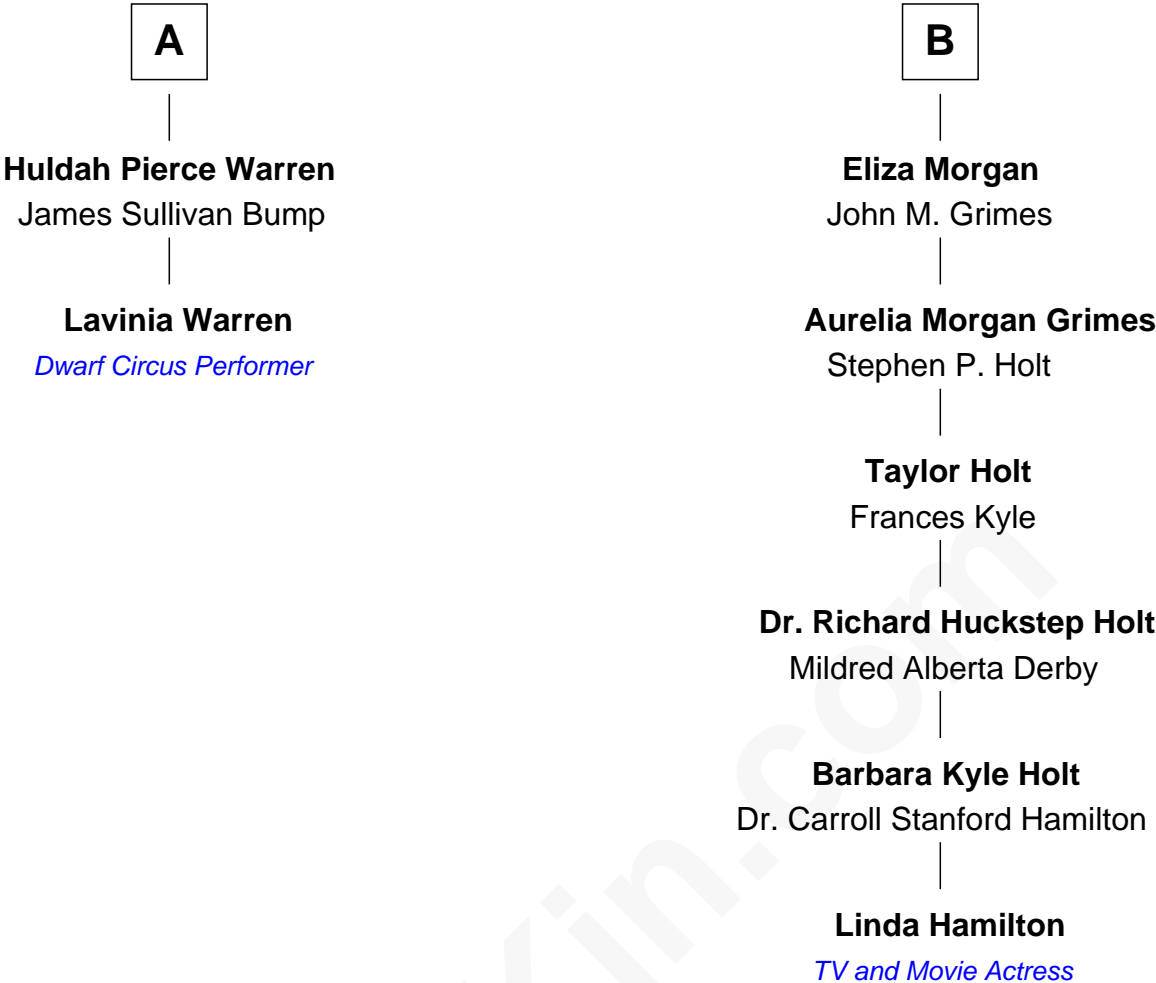 A
Huldah Pierce Warren
James Sullivan Bump
Lavinia Warren
Dwarf Circus Performer
B
Eliza Morgan
John M. Grimes
Aurelia Morgan Grimes
Stephen P. Holt
Taylor Holt
Frances Kyle
Dr. Richard Huckstep Holt
Mildred Alberta Derby
Barbara Kyle Holt
Dr. Carroll Stanford Hamilton
Linda Hamilton
TV and Movie Actress
Kin.com